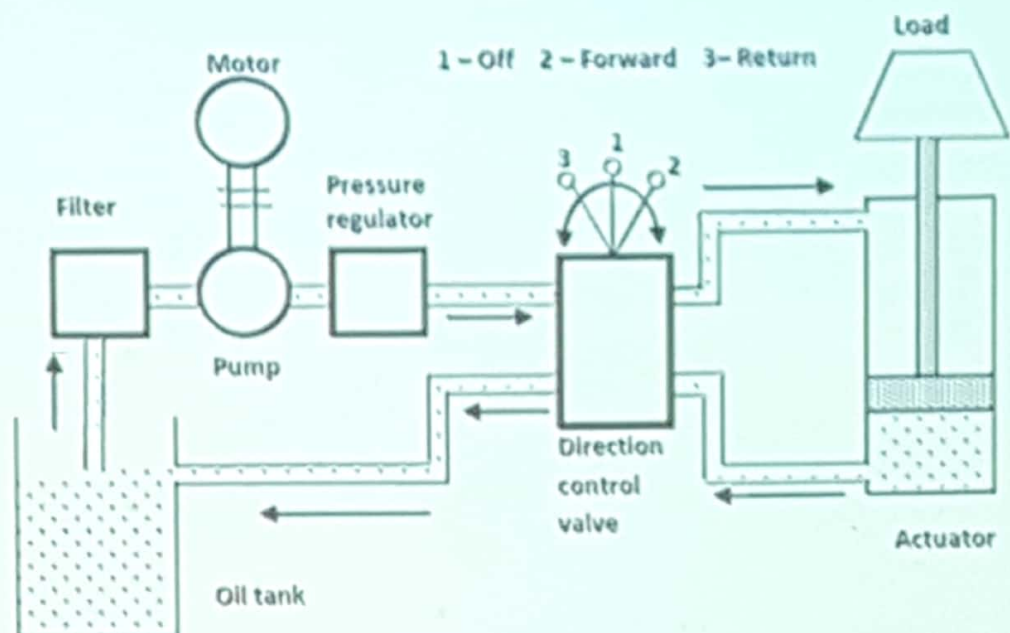 Load
Motor
1 – Off 2 – Forward 3– Return
1
3
2
Pressure
regulator
Filter
Pump
Direction
control
valve
Actuator
Oil tank